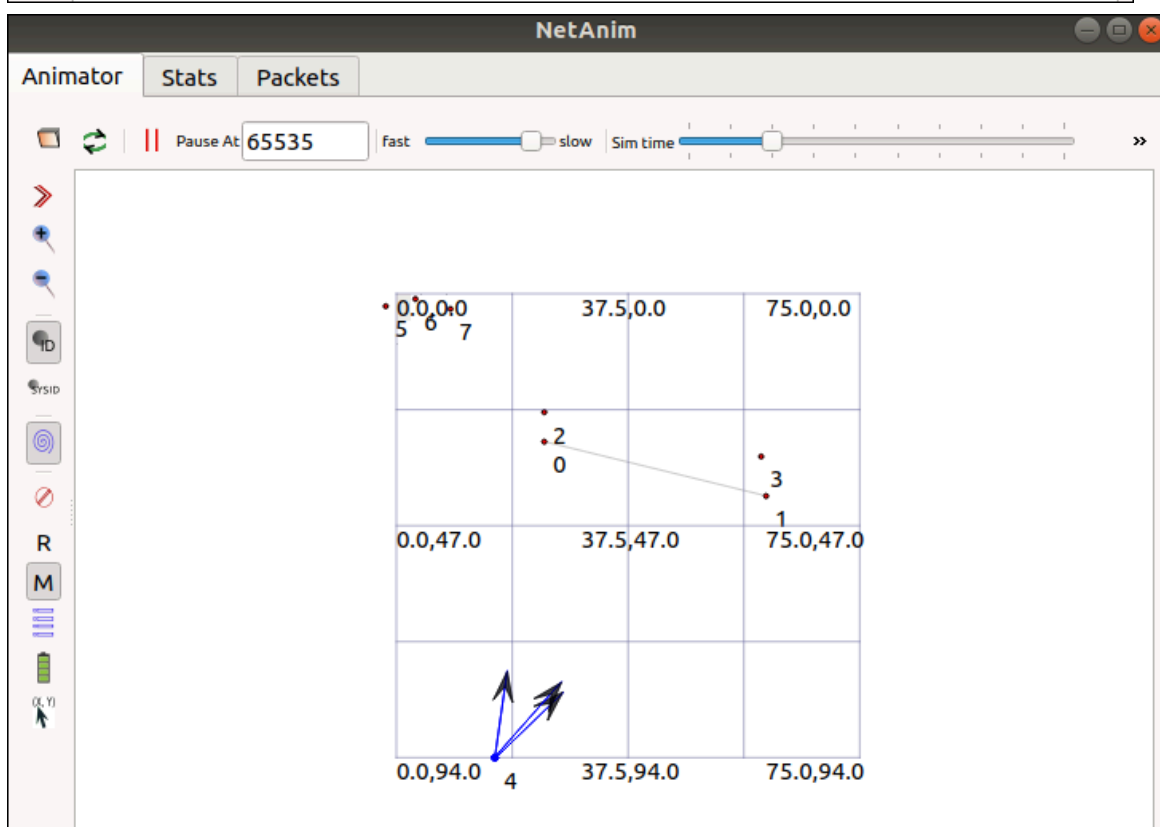 NetAnim
Animator Stats Packets
Pause At 65535 fast slow Sim time »
ID
SYSID
R
M
(X, Y)
0.0,0.0 37.5,0.0 75.0,0.0
5 6 7
2
0
3
1
0.0,47.0 37.5,47.0 75.0,47.0
0.0,94.0 4 37.5,94.0 75.0,94.0